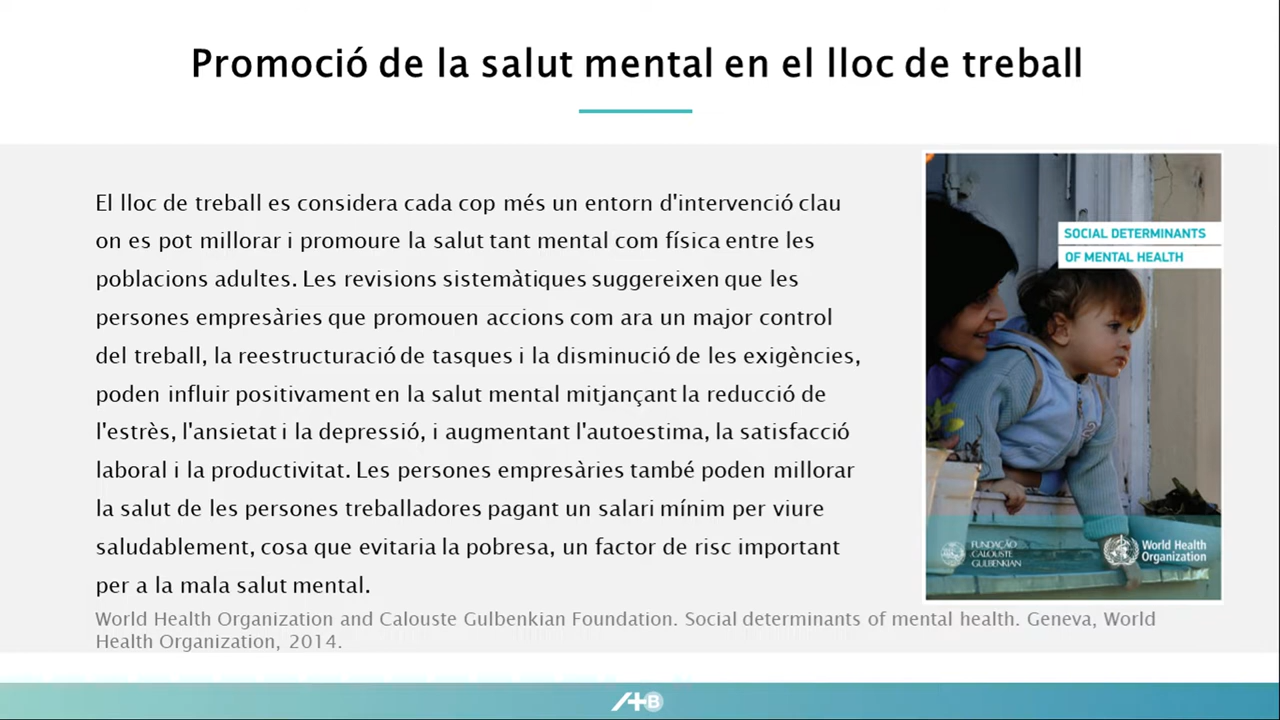 Promoció de la salut mental en el lloc de treball
El lloc de treball es considera cada cop més un entorn d'intervenció clau
on es pot millorar i promoure la salut tant mental com física entre les
poblacions adultes. Les revisions sistemàtiques suggereixen que les
persones empresàries que promouen accions com ara un major control
del treball, la reestructuració de tasques i la disminució de les exigències,
poden influir positivament en la salut mental mitjançant la reducció de
l'estrès, l'ansietat i la depressió, i augmentant l'autoestima, la satisfacció
laboral i la productivitat. Les persones empresàries també poden millorar
la salut de les persones treballadores pagant un salari mínim per viure
saludablement, cosa que evitaria la pobresa, un factor de risc important
per a la mala salut mental.
World Health Organization and Calouste Gulbenkian Foundation. Social determinants of mental health. Geneva, World
Health Organization, 2014.
SOCIAL DETERMINANTS
OF MENTAL HEALTH
FUNDAÇÃO
CALOUSTE
GULBENKIAN
World Health
Organization
B